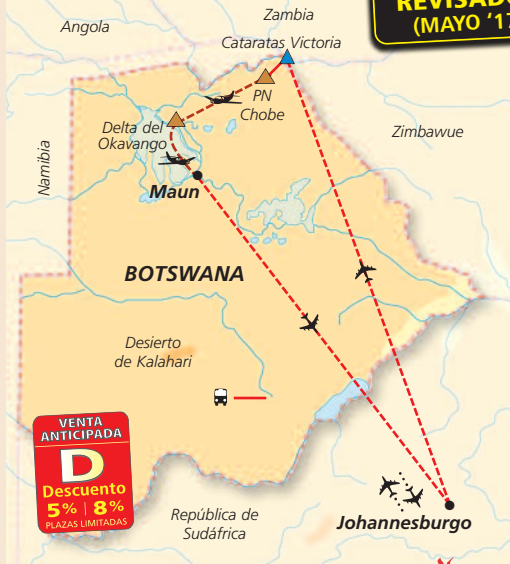 REVISADO
(MAYO '17
Zambia
Angola
Cataratas Victoria
PN
Chobe
Zimbawue
Delta del
Okavango
Namibia
Maun
BOTSWANA
Desierto
de Kalahari
VENTA
ANTICIPADA
D
Descuento
5% | 8%
PLAZAS LIMITADAS
República de
Sudáfrica
Johannesburgo